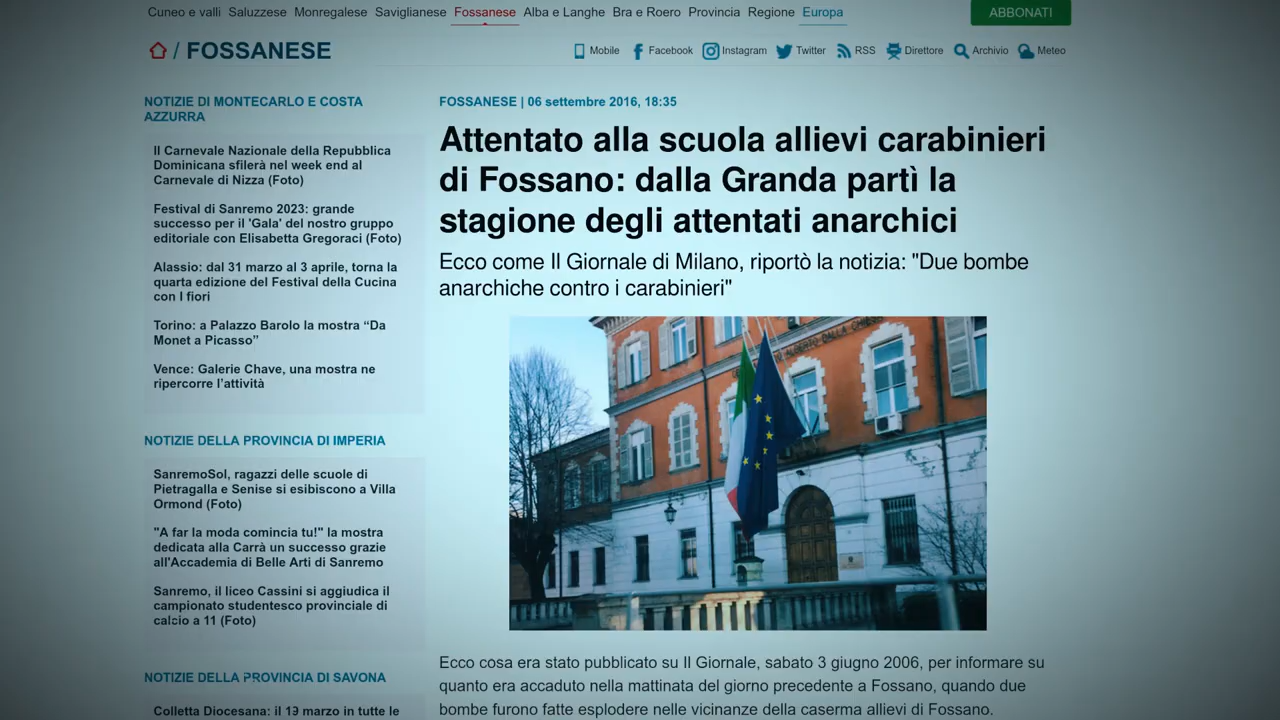 Cuneo e valli Saluzzese Monregalese Saviglianese Fossanese Alba e Langhe Bra e Roero Provincia Regione Europa ABBONATI
/ FOSSANESE Mobile Facebook Instagram Twitter RSS Direttore Archivio Meteo
NOTIZIE DI MONTECARLO E COSTA
AZZURRA
Il Carnevale Nazionale della Repubblica
Dominicana sfilerà nel week end al
Carnevale di Nizza (Foto)
Festival di Sanremo 2023: grande
successo per il 'Gala' del nostro gruppo
editoriale con Elisabetta Gregoraci (Foto)
Alassio: dal 31 marzo al 3 aprile, torna la
quarta edizione del Festival della Cucina
con I fiori
Torino: a Palazzo Barolo la mostra “Da
Monet a Picasso”
Vence: Galerie Chave, una mostra ne
ripercorre l’attività
NOTIZIE DELLA PROVINCIA DI IMPERIA
SanremoSol, ragazzi delle scuole di
Pietragalla e Senise si esibiscono a Villa
Ormond (Foto)
"A far la moda comincia tu!" la mostra
dedicata alla Carrà un successo grazie
all'Accademia di Belle Arti di Sanremo
Sanremo, il liceo Cassini si aggiudica il
campionato studentesco provinciale di
calcio a 11 (Foto)
NOTIZIE DELLA PROVINCIA DI SAVONA
Colletta Diocesana: il 19 marzo in tutte le
FOSSANESE | 06 settembre 2016, 18:35
Attentato alla scuola allievi carabinieri
di Fossano: dalla Granda partì la
stagione degli attentati anarchici
Ecco come Il Giornale di Milano, riportò la notizia: "Due bombe
anarchiche contro i carabinieri"
ALBERTO DALLA CHIESA
Ecco cosa era stato pubblicato su Il Giornale, sabato 3 giugno 2006, per informare su
quanto era accaduto nella mattinata del giorno precedente a Fossano, quando due
bombe furono fatte esplodere nelle vicinanze della caserma allievi di Fossano.